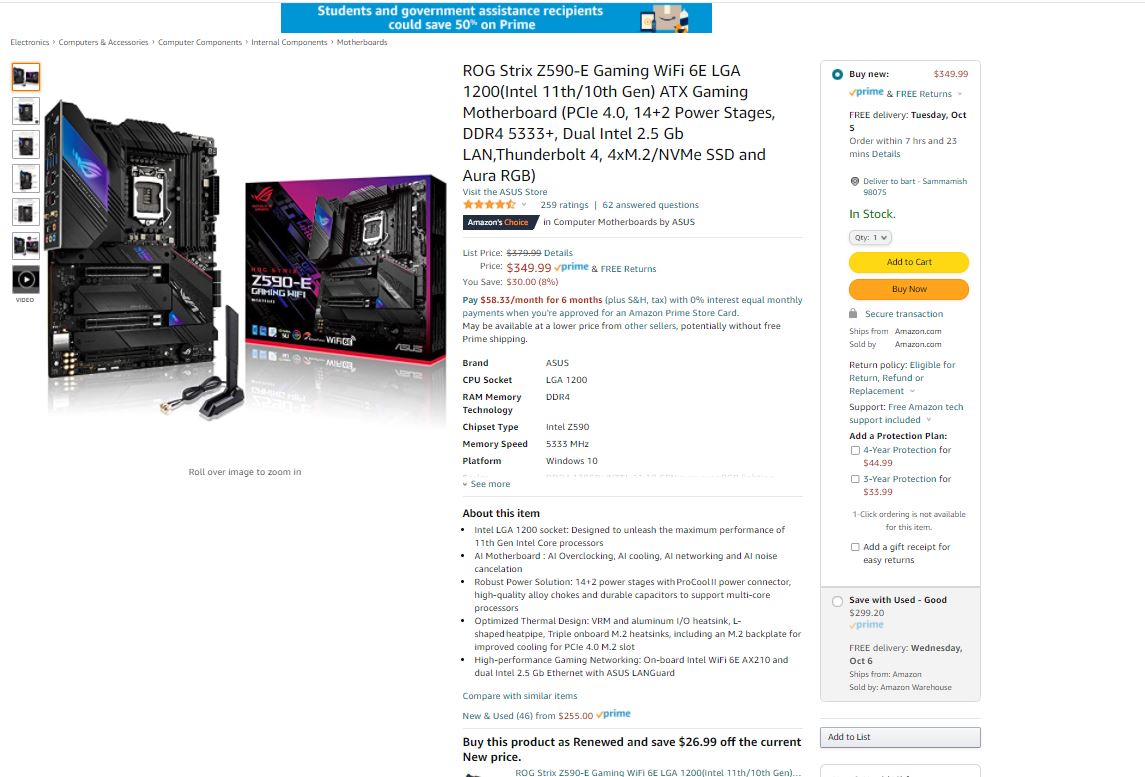 Students and government assistance recipients
could save 50% on Prime
Electronics › Computers & Accessories › Computer Components › Internal Components › Motherboards
ROG Strix Z590-E Gaming WiFi 6E LGA
1200(Intel 11th/10th Gen) ATX Gaming
Motherboard (PCIe 4.0, 14+2 Power Stages,
DDR4 5333+, Dual Intel 2.5 Gb
LAN,Thunderbolt 4, 4xM.2/NVMe SSD and
Aura RGB)
Visit the ASUS Store
259 ratings | 62 answered questions
Amazon's Choice in Computer Motherboards by ASUS
List Price: $379.99 Details
Price: $349.99 prime & FREE Returns
You Save: $30.00 (8%)
Pay $58.33/month for 6 months (plus S&H, tax) with 0% interest equal monthly
payments when you're approved for an Amazon Prime Store Card.
May be available at a lower price from other sellers, potentially without free
Prime shipping.
Brand ASUS
CPU Socket LGA 1200
RAM Memory
Technology DDR4
Chipset Type Intel Z590
Memory Speed 5333 MHz
Platform Windows 10
See more
About this item
• Intel LGA 1200 socket: Designed to unleash the maximum performance of
11th Gen Intel Core processors
• AI Motherboard : AI Overclocking, AI cooling, AI networking and AI noise
cancelation
• Robust Power Solution: 14+2 power stages with ProCool II power connector,
high-quality alloy chokes and durable capacitors to support multi-core
processors
• Optimized Thermal Design: VRM and aluminum I/O heatsink, L-
shaped heatpipe, Triple onboard M.2 heatsinks, including an M.2 backplate for
improved cooling for PCIe 4.0 M.2 slot
• High-performance Gaming Networking: On-board Intel WiFi 6E AX210 and
dual Intel 2.5 Gb Ethernet with ASUS LANGuard
Compare with similar items
New & Used (46) from $255.00 prime
Buy this product as Renewed and save $26.99 off the current
New price.
ROG Strix Z590-E Gaming WiFi 6E LGA 1200(Intel 11th/10th Gen)...
VIDEO
ROG STRIX
Z590-E
GAMING WIFI
WiFi 6E
ASUS
Roll over image to zoom in
Buy new: $349.99
prime & FREE Returns
FREE delivery: Tuesday, Oct
5
Order within 7 hrs and 23
mins Details
Deliver to bart - Sammamish
98075
In Stock.
Qty: 1
Add to Cart
Buy Now
Secure transaction
Ships from Amazon.com
Sold by Amazon.com
Return policy: Eligible for
Return, Refund or
Replacement
Support: Free Amazon tech
support included
Add a Protection Plan:
4-Year Protection for
$44.99
3-Year Protection for
$33.99
1-Click ordering is not available
for this item.
Add a gift receipt for
easy returns
Save with Used - Good
$299.20
prime
FREE delivery: Wednesday,
Oct 6
Ships from: Amazon
Sold by: Amazon Warehouse
Add to List